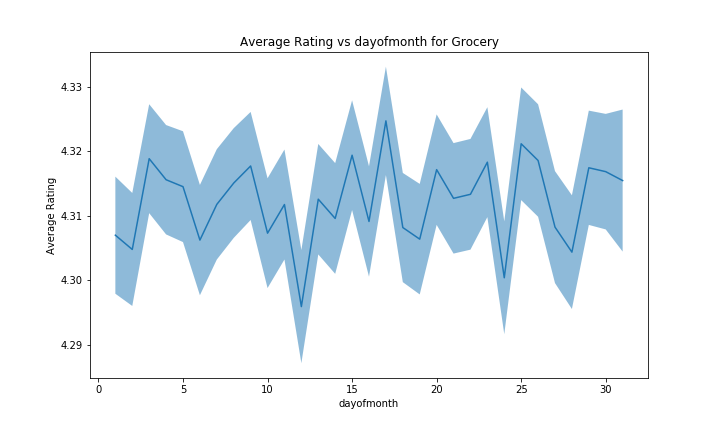 Average Rating vs dayofmonth for Grocery
4.33
4.32
4.31
4.30
4.29
Average Rating
0 5 10 15 20 25 30
dayofmonth